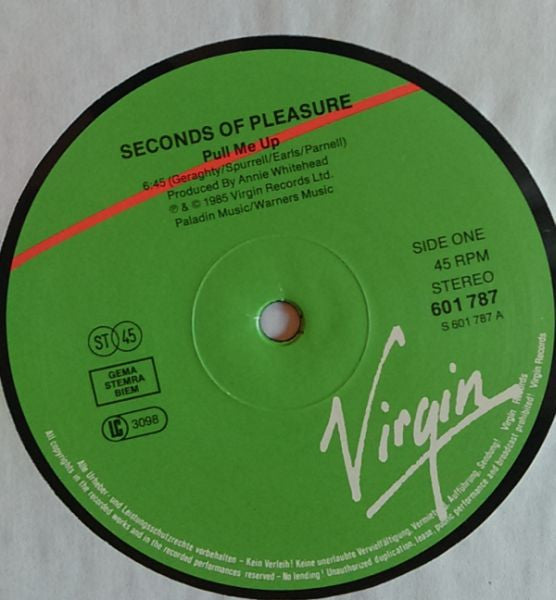 SECONDS OF PLEASURE
Pull Me Up
6:45 (Geraghty/Spurrell/Earls/Parnell)
Produced By Annie Whitehead
℗ & © 1985 Virgin Records Ltd.
Paladin Music/Warners Music
SIDE ONE
45 RPM
STEREO
601 787
S 601 787 A
ST 45
GEMA
STEMRA
BIEM
LC 3098
Virgin
Alle Urheber- und Leistungsschutzrechte vorbehalten – Kein Verleih! Keine unerlaubte Vervielfältigung, Vermietung, Aufführung, Sendung! Virgin Records
All copyrights in the recorded works and in the recorded performances reserved – No lending! Unauthorized duplication, lease, public performance and broadcast prohibited! Virgin Records